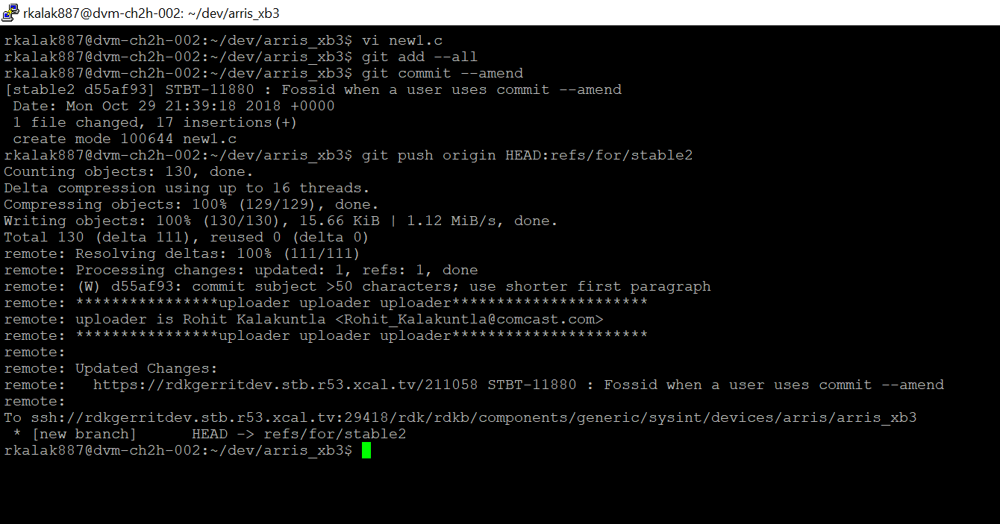 rkalak887@dvm-ch2h-002: ~/dev/arris_xb3
rkalak887@dvm-ch2h-002:~/dev/arris_xb3$ vi new1.c
rkalak887@dvm-ch2h-002:~/dev/arris_xb3$ git add --all
rkalak887@dvm-ch2h-002:~/dev/arris_xb3$ git commit --amend
[stable2 d55af93] STBT-11880 : Fossid when a user uses commit --amend
 Date: Mon Oct 29 21:39:18 2018 +0000
 1 file changed, 17 insertions(+)
 create mode 100644 new1.c
rkalak887@dvm-ch2h-002:~/dev/arris_xb3$ git push origin HEAD:refs/for/stable2
Counting objects: 130, done.
Delta compression using up to 16 threads.
Compressing objects: 100% (129/129), done.
Writing objects: 100% (130/130), 15.66 KiB | 1.12 MiB/s, done.
Total 130 (delta 111), reused 0 (delta 0)
remote: Resolving deltas: 100% (111/111)
remote: Processing changes: updated: 1, refs: 1, done
remote: (W) d55af93: commit subject >50 characters; use shorter first paragraph
remote: ****************uploader uploader uploader**********************
remote: uploader is Rohit Kalakuntla <Rohit_Kalakuntla@comcast.com>
remote: ****************uploader uploader uploader**********************
remote:
remote: Updated Changes:
remote:   https://rdkgerritdev.stb.r53.xcal.tv/211058 STBT-11880 : Fossid when a user uses commit --amend
remote:
To ssh://rdkgerritdev.stb.r53.xcal.tv:29418/rdk/rdkb/components/generic/sysint/devices/arris/arris_xb3
 * [new branch]      HEAD -> refs/for/stable2
rkalak887@dvm-ch2h-002:~/dev/arris_xb3$